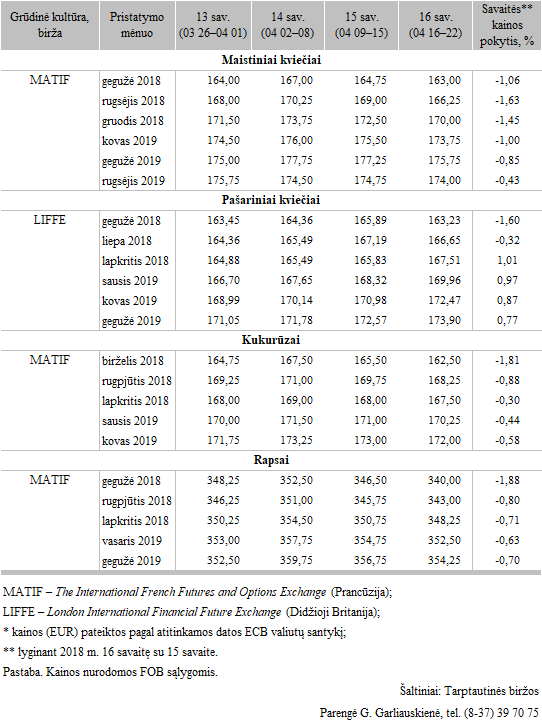 Grūdinė kultūra, birža Pristatymo mėnuo 13 sav. (03 26–04 01) 14 sav. (04 02–08) 15 sav. (04 09–15) 16 sav. (04 16–22) Savaitės** kainos pokytis, %
Maistiniai kviečiai
MATIF gegužė 2018 164,00 167,00 164,75 163,00 -1,06
rugsėjis 2018 168,00 170,25 169,00 166,25 -1,63
gruodis 2018 171,50 173,75 172,50 170,00 -1,45
kovas 2019 174,50 176,00 175,50 173,75 -1,00
gegužė 2019 175,00 177,75 177,25 175,75 -0,85
rugsėjis 2019 175,75 174,50 174,75 174,00 -0,43
Pašariniai kviečiai
LIFFE gegužė 2018 163,45 164,36 165,89 163,23 -1,60
liepa 2018 164,36 165,49 167,19 166,65 -0,32
lapkritis 2018 164,88 165,49 165,83 167,51 1,01
sausis 2019 166,70 167,65 168,32 169,96 0,97
kovas 2019 168,99 170,14 170,98 172,47 0,87
gegužė 2019 171,05 171,78 172,57 173,90 0,77
Kukurūzai
MATIF birželis 2018 164,75 167,50 165,50 162,50 -1,81
rugpjūtis 2018 169,25 171,00 169,75 168,25 -0,88
lapkritis 2018 168,00 169,00 168,00 167,50 -0,30
sausis 2019 170,00 171,50 171,00 170,25 -0,44
kovas 2019 171,75 173,25 173,00 172,00 -0,58
Rapsai
MATIF gegužė 2018 348,25 352,50 346,50 340,00 -1,88
rugpjūtis 2018 346,25 351,00 345,75 343,00 -0,80
lapkritis 2018 350,25 354,50 350,75 348,25 -0,71
vasaris 2019 353,00 357,75 354,75 352,50 -0,63
gegužė 2019 352,50 359,75 356,75 354,25 -0,70
MATIF – The International French Futures and Options Exchange (Prancūzija);
LIFFE – London International Financial Future Exchange (Didžioji Britanija);
* kainos (EUR) pateiktos pagal atitinkamos datos ECB valiutų santykį;
** lyginant 2018 m. 16 savaitę su 15 savaite.
Pastaba. Kainos nurodomos FOB sąlygomis.
Šaltiniai: Tarptautinės biržos
Parengė G. Garliauskienė, tel. (8-37) 39 70 75